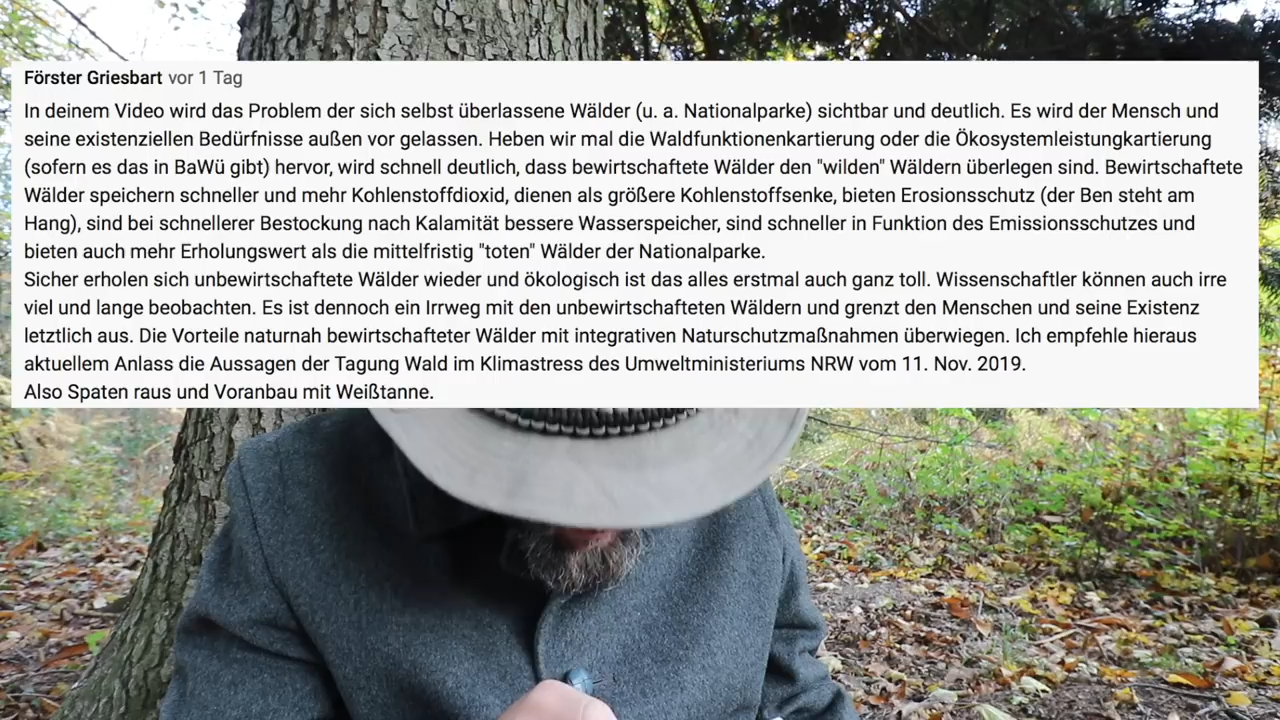 Förster Griesbart vor 1 Tag
In deinem Video wird das Problem der sich selbst überlassene Wälder (u. a. Nationalparke) sichtbar und deutlich. Es wird der Mensch und
seine existenziellen Bedürfnisse außen vor gelassen. Heben wir mal die Waldfunktionenkartierung oder die Ökosystemleistungkartierung
(sofern es das in BaWü gibt) hervor, wird schnell deutlich, dass bewirtschaftete Wälder den "wilden" Wäldern überlegen sind. Bewirtschaftete
Wälder speichern schneller und mehr Kohlenstoffdioxid, dienen als größere Kohlenstoffsenke, bieten Erosionsschutz (der Ben steht am
Hang), sind bei schnellerer Bestockung nach Kalamität bessere Wasserspeicher, sind schneller in Funktion des Emissionsschutzes und
bieten auch mehr Erholungswert als die mittelfristig "toten" Wälder der Nationalparke.
Sicher erholen sich unbewirtschaftete Wälder wieder und ökologisch ist das alles erstmal auch ganz toll. Wissenschaftler können auch irre
viel und lange beobachten. Es ist dennoch ein Irrweg mit den unbewirtschafteten Wäldern und grenzt den Menschen und seine Existenz
letztlich aus. Die Vorteile naturnah bewirtschafteter Wälder mit integrativen Naturschutzmaßnahmen überwiegen. Ich empfehle hieraus
aktuellem Anlass die Aussagen der Tagung Wald im Klimastress des Umweltministeriums NRW vom 11. Nov. 2019.
Also Spaten raus und Voranbau mit Weißtanne.